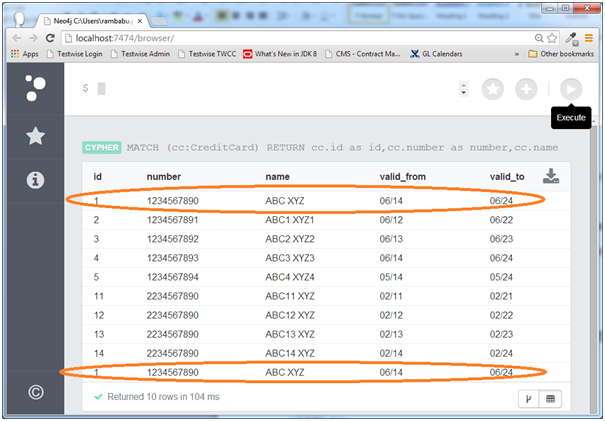 Neo4j C:\Users\rambabu.
localhost:7474/browser/
Apps Testwise Login Testwise Admin Testwise TWCC What's New in JDK 8 CMS - Contract Ma... GL Calendars » Other bookmarks
$
Execute
CYPHER MATCH (cc:CreditCard) RETURN cc.id as id,cc.number as number,cc.name
id number name valid_from valid_to
1 1234567890 ABC XYZ 06/14 06/24
2 1234567891 ABC1 XYZ1 06/12 06/22
3 1234567892 ABC2 XYZ2 06/13 06/23
4 1234567893 ABC3 XYZ3 06/14 06/24
5 1234567894 ABC4 XYZ4 05/14 05/24
11 2234567890 ABC11 XYZ 02/11 02/21
12 2234567890 ABC12 XYZ 02/12 02/22
13 2234567890 ABC13 XYZ 02/13 02/23
14 2234567890 ABC14 XYZ 02/14 02/24
1 1234567890 ABC XYZ 06/14 06/24
Returned 10 rows in 104 ms
©